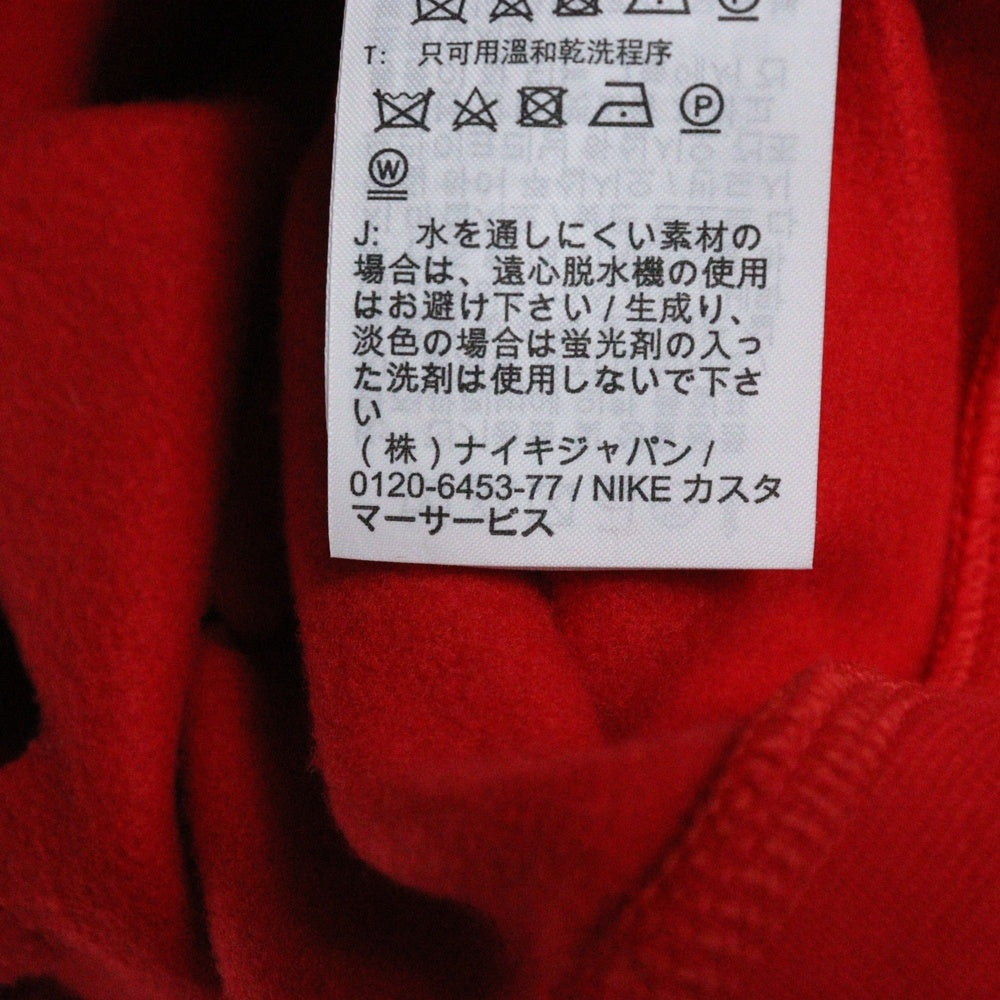 T: 只可用溫和乾洗程序
P
W
J: 水を通しにくい素材の
場合は、遠心脱水機の使用
はお避け下さい / 生成り、
淡色の場合は蛍光剤の入っ
た洗剤は使用しないで下さ
い
(株)ナイキジャパン /
0120-6453-77 / NIKE カスタ
マーサービス